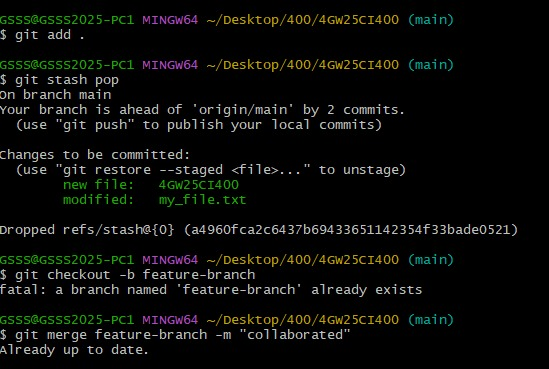 GSSS@GSSS2025-PC1 MINGW64 ~/Desktop/400/4GW25CI400 (main)
$ git add .
GSSS@GSSS2025-PC1 MINGW64 ~/Desktop/400/4GW25CI400 (main)
$ git stash pop
On branch main
Your branch is ahead of 'origin/main' by 2 commits.
  (use "git push" to publish your local commits)
Changes to be committed:
  (use "git restore --staged <file>..." to unstage)
        new file:   4GW25CI400
        modified:   my_file.txt
Dropped refs/stash@{0} (a4960fca2c6437b69433651142354f33bade0521)
GSSS@GSSS2025-PC1 MINGW64 ~/Desktop/400/4GW25CI400 (main)
$ git checkout -b feature-branch
fatal: a branch named 'feature-branch' already exists
GSSS@GSSS2025-PC1 MINGW64 ~/Desktop/400/4GW25CI400 (main)
$ git merge feature-branch -m "collaborated"
Already up to date.